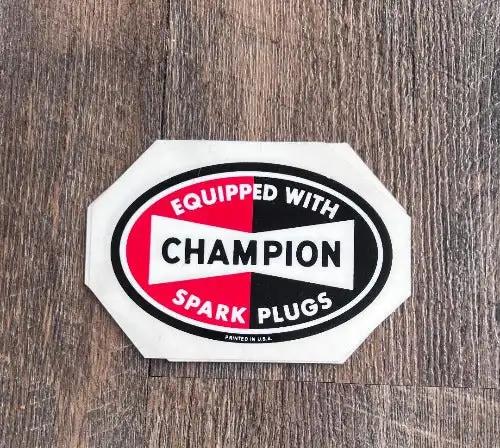 EQUIPPED WITH
CHAMPION
SPARK PLUGS
PRINTED IN U.S.A.